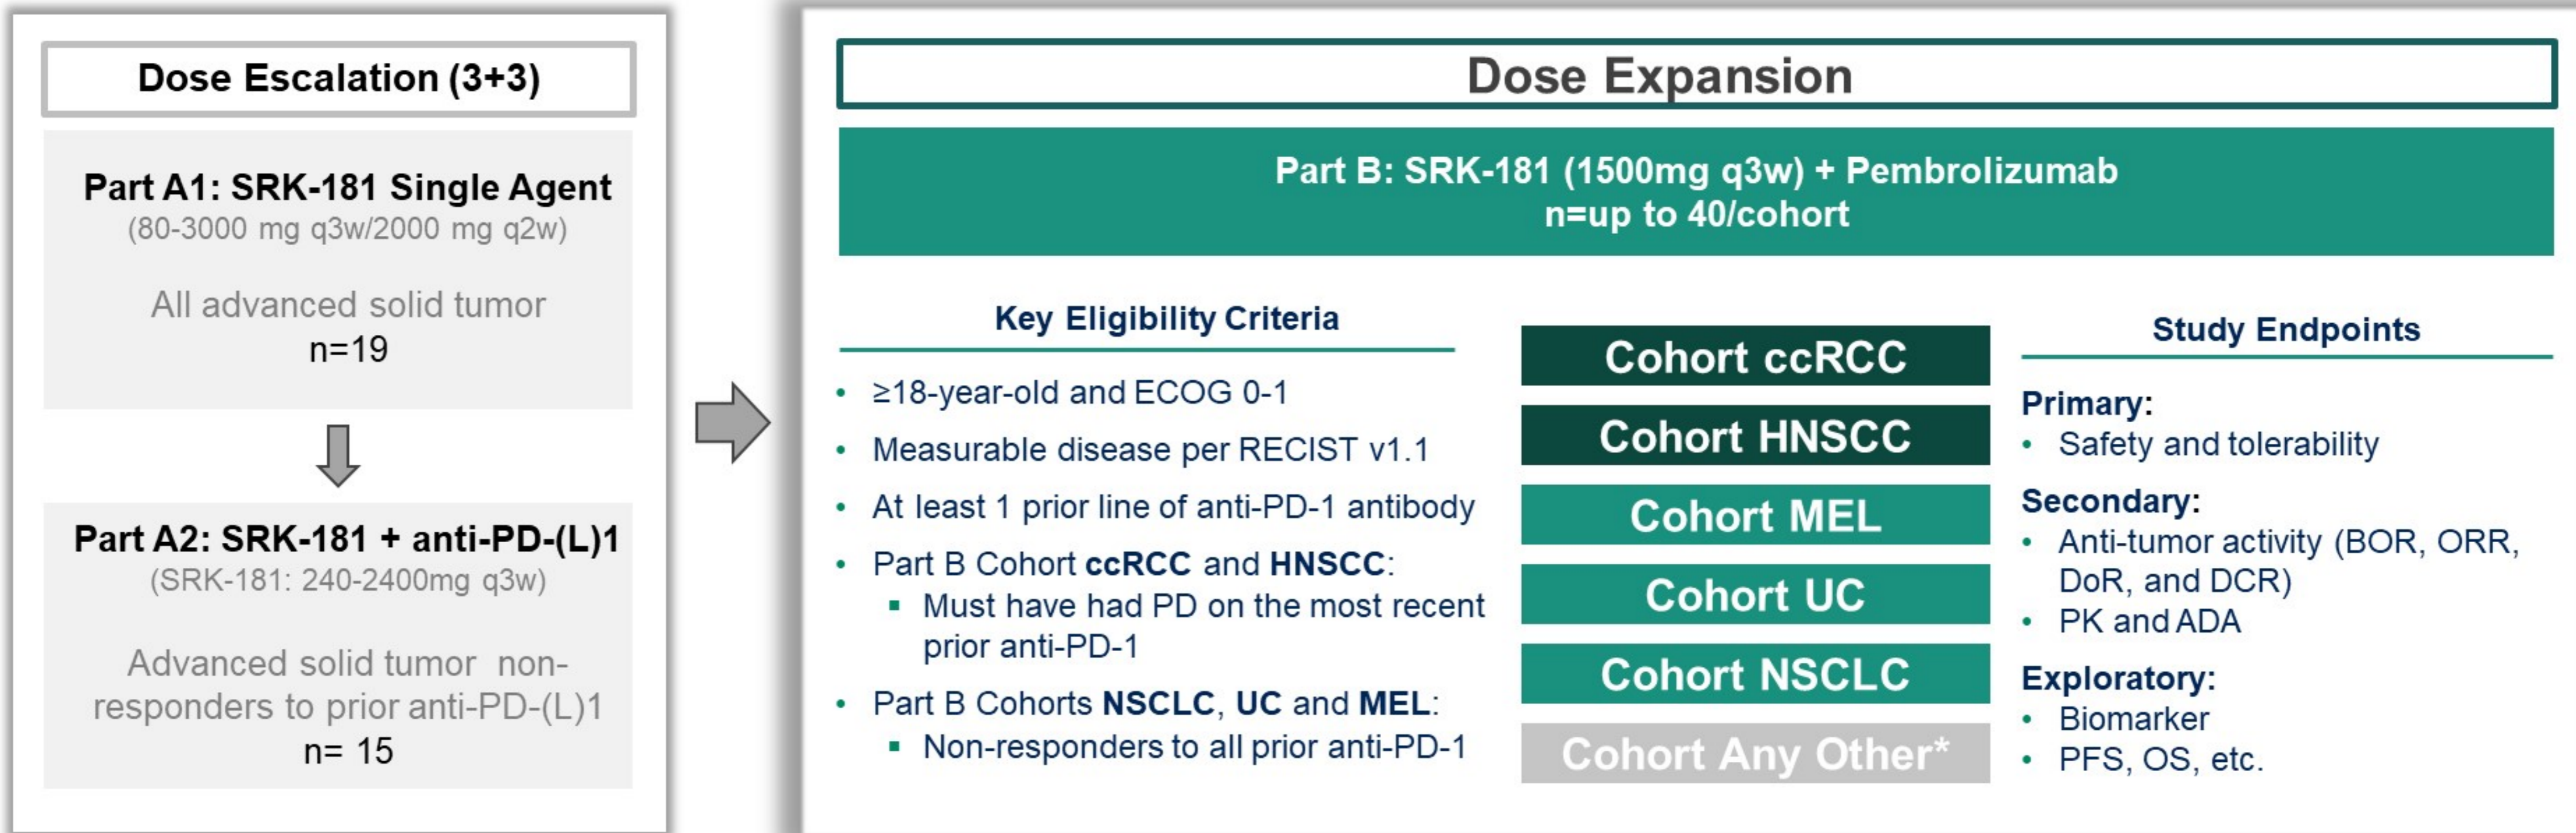 Dose Escalation (3+3)
Part A1: SRK-181 Single Agent
(80-3000 mg q3w/2000 mg q2w)
All advanced solid tumor
n=19
Part A2: SRK-181 + anti-PD-(L)1
(SRK-181: 240-2400mg q3w)
Advanced solid tumor non-
responders to prior anti-PD-(L)1
n= 15
Dose Expansion
Part B: SRK-181 (1500mg q3w) + Pembrolizumab
n=up to 40/cohort
Key Eligibility Criteria
• ≥18-year-old and ECOG 0-1
• Measurable disease per RECIST v1.1
• At least 1 prior line of anti-PD-1 antibody
• Part B Cohort ccRCC and HNSCC:
▪ Must have had PD on the most recent
prior anti-PD-1
• Part B Cohorts NSCLC, UC and MEL:
▪ Non-responders to all prior anti-PD-1
Cohort ccRCC
Cohort HNSCC
Cohort MEL
Cohort UC
Cohort NSCLC
Cohort Any Other*
Study Endpoints
Primary:
• Safety and tolerability
Secondary:
• Anti-tumor activity (BOR, ORR,
DoR, and DCR)
• PK and ADA
Exploratory:
• Biomarker
• PFS, OS, etc.